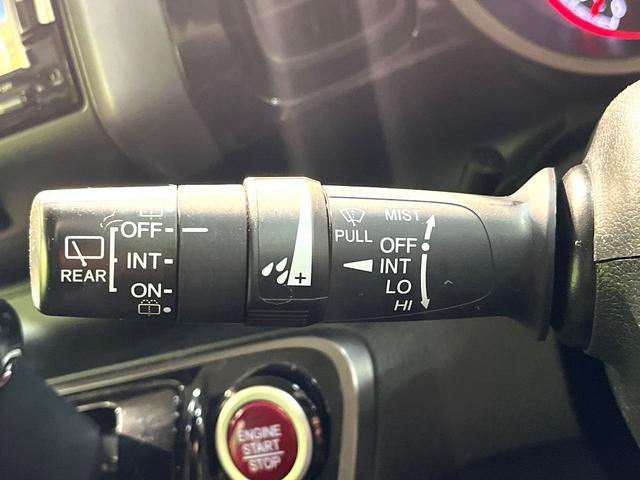 REAR
OFF
INT
ON
PULL
MIST
OFF
INT
LO
HI
ENGINE
START
STOP